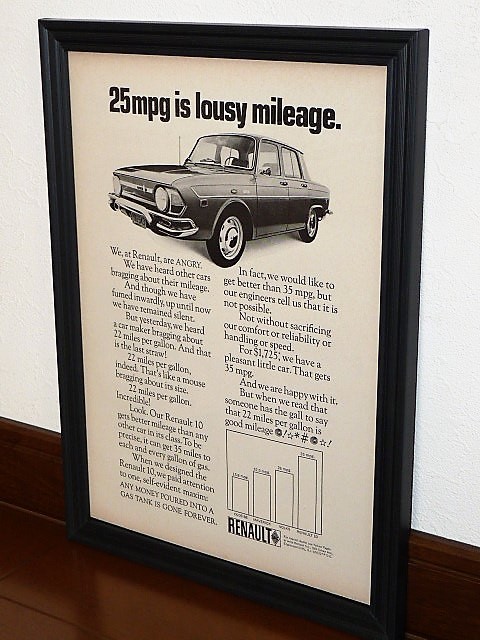 25mpg is lousy mileage.
We, at Renault, are ANGRY.
We have heard other cars
bragging about their mileage.
And though we have
fumed inwardly, up until now
we have remained silent.
But yesterday, we heard
a car maker bragging about
22 miles per gallon. And that
is the last straw!
22 miles per gallon,
indeed. That's like a mouse
bragging about its size.
22 miles per gallon.
Incredible!
Look. Our Renault 10
gets better mileage than any
other car in its class. To be
precise, it can get 35 miles to
each and every gallon of gas.
When we designed the
Renault 10, we paid attention
to one, self-evident maxim:
ANY MONEY POURED INTO A
GAS TANK IS GONE FOREVER.
In fact, we would like to
get better than 35 mpg, but
our engineers tell us that it is
not possible.
Not without sacrificing
our comfort or reliability or
handling or speed.
For $1,725, we have a
pleasant little car. That gets
35 mpg.
And we are happy with it.
But when we read that
someone has the gall to say
that 22 miles per gallon is
good mileage @!☆*#@☆!
RENAULT